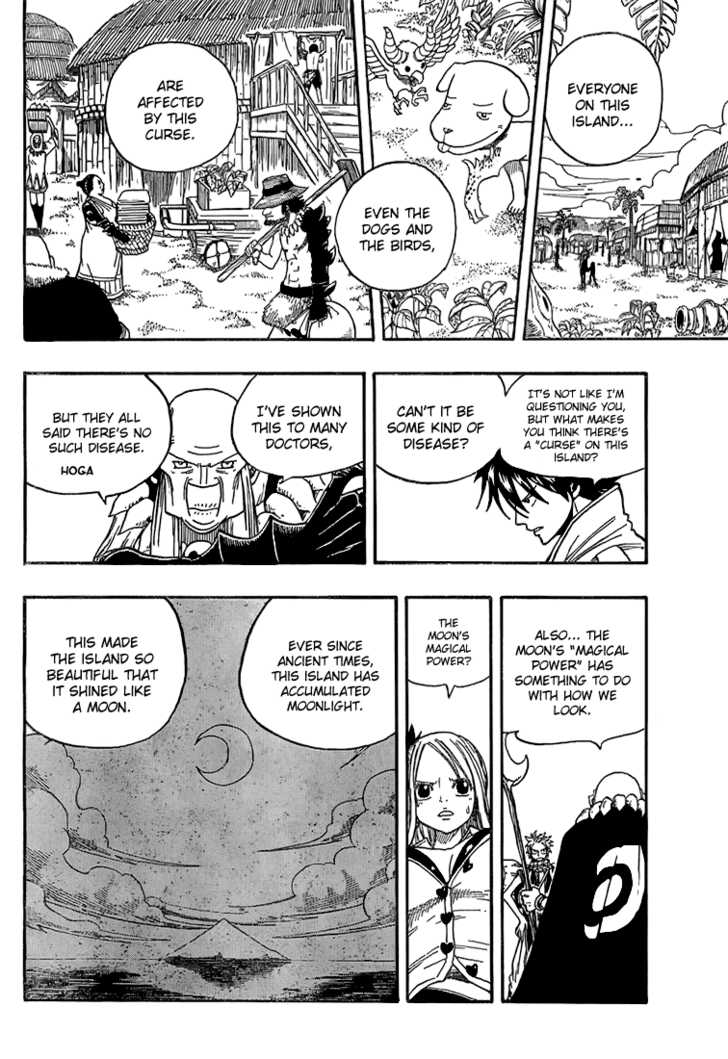 EVERYONE
ON THIS
ISLAND...
EVEN THE
DOGS AND
THE BIRDS,
ARE
AFFECTED
BY THIS
CURSE.
IT'S NOT LIKE I'M
QUESTIONING YOU,
BUT WHAT MAKES
YOU THINK THERE'S
A "CURSE" ON THIS
ISLAND?
CAN'T IT BE
SOME KIND OF
DISEASE?
I'VE SHOWN
THIS TO MANY
DOCTORS,
BUT THEY ALL
SAID THERE'S NO
SUCH DISEASE.
HOGA
ALSO... THE
MOON'S "MAGICAL
POWER" HAS
SOMETHING TO DO
WITH HOW WE
LOOK.
THE
MOON'S
MAGICAL
POWER?
EVER SINCE
ANCIENT TIMES,
THIS ISLAND HAS
ACCUMULATED
MOONLIGHT.
THIS MADE
THE ISLAND SO
BEAUTIFUL THAT
IT SHINED LIKE
A MOON.